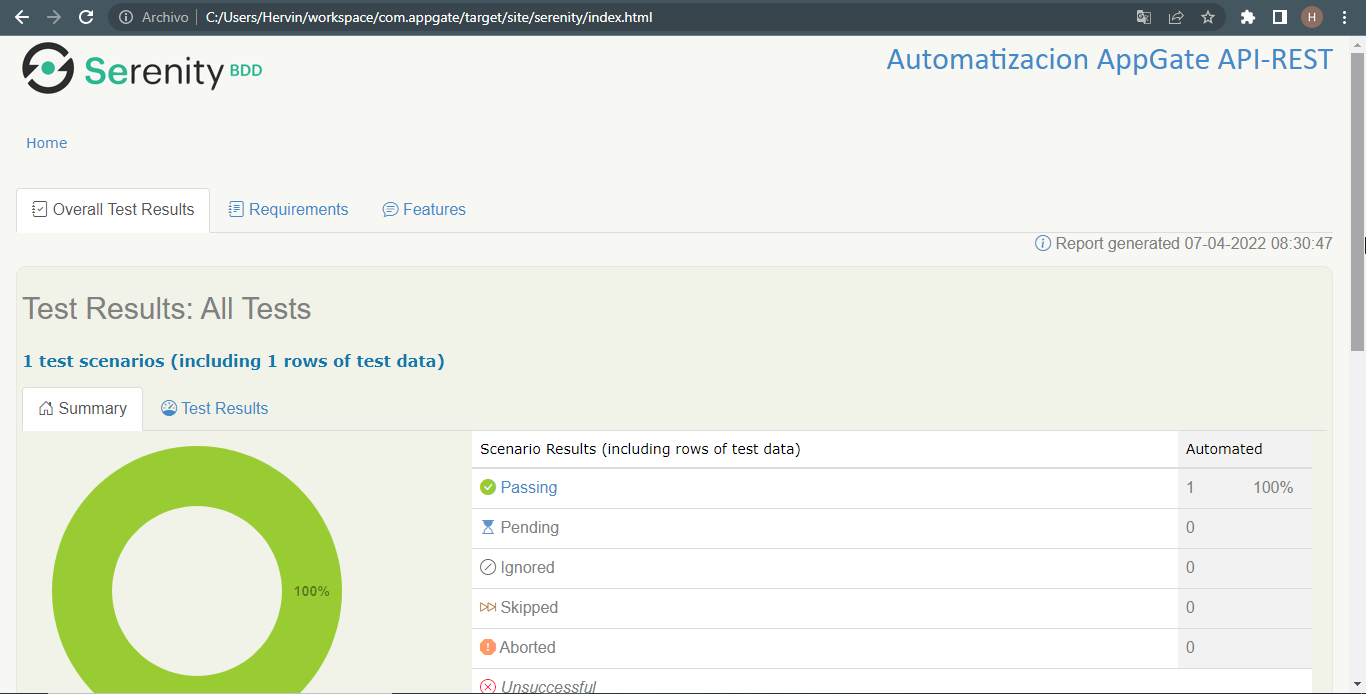 Archivo C:/Users/Hervin/workspace/com.appgate/target/site/serenity/index.html
H
Serenity BDD
Automatizacion AppGate API-REST
Home
Overall Test Results
Requirements
Features
Report generated 07-04-2022 08:30:47
Test Results: All Tests
1 test scenarios (including 1 rows of test data)
Summary
Test Results
100%
Scenario Results (including rows of test data) Automated
Passing 1 100%
Pending 0
Ignored 0
Skipped 0
Aborted 0
Unsuccessful